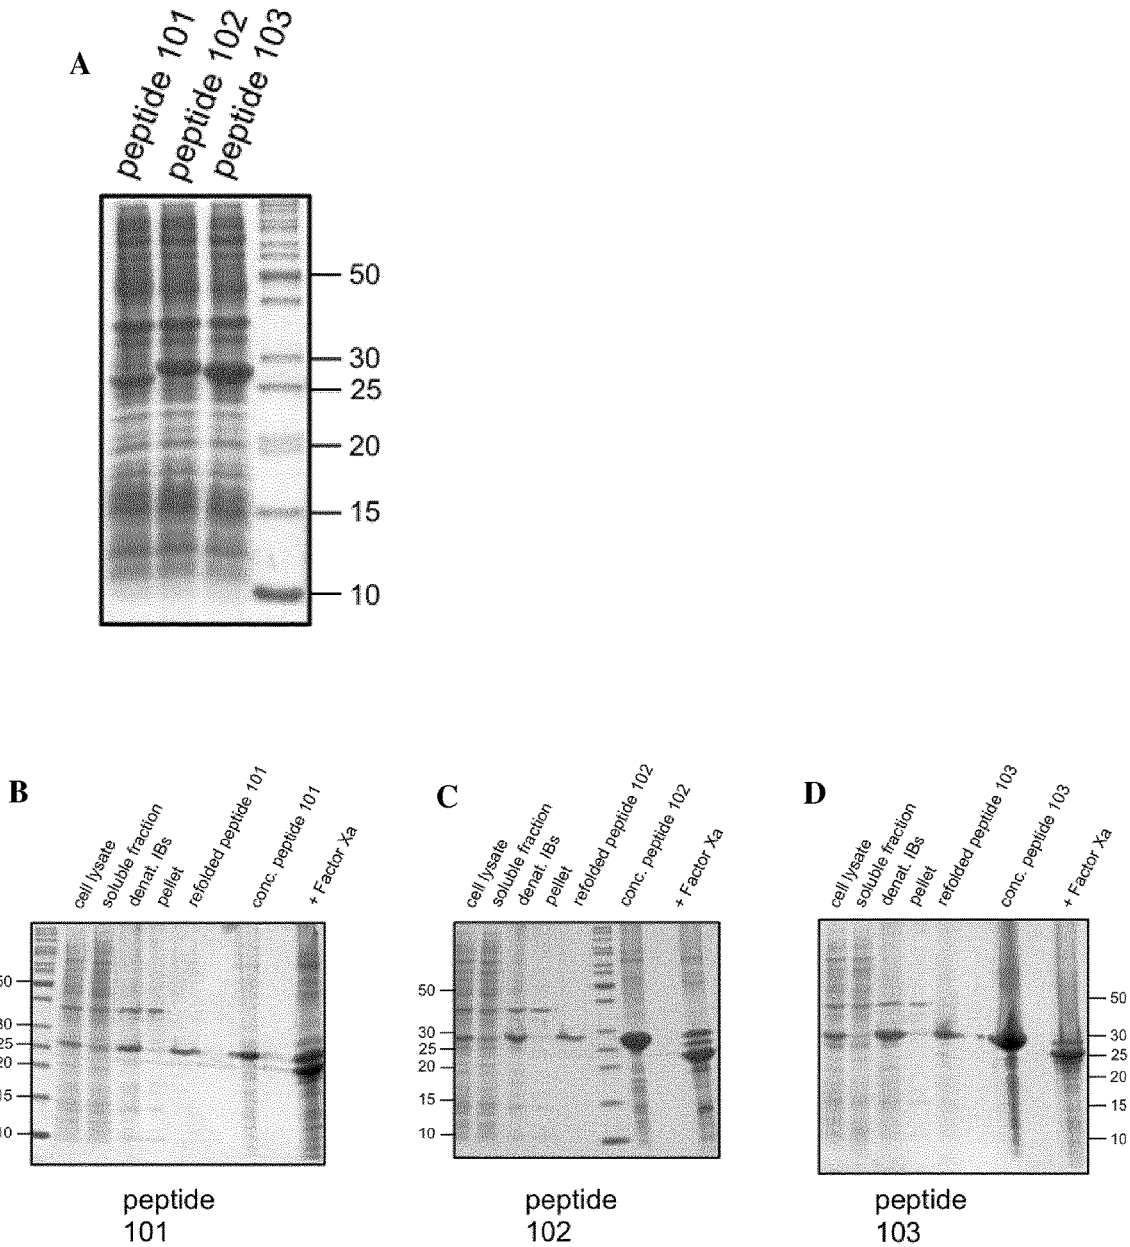 A
peptide 101
peptide 102
peptide 103
50
30
25
20
15
10
B
cell lysate
soluble fraction
denat. IBs
pellet
refolded peptide 101
conc. peptide 101
+ Factor Xa
50
30
25
20
15
10
peptide
101
C
cell lysate
soluble fraction
denat. IBs
pellet
refolded peptide 102
conc. peptide 102
+ Factor Xa
50
30
25
20
15
10
peptide
102
D
cell lysate
soluble fraction
denat. IBs
pellet
refolded peptide 103
conc. peptide 103
+ Factor Xa
50
30
25
20
15
10
peptide
103